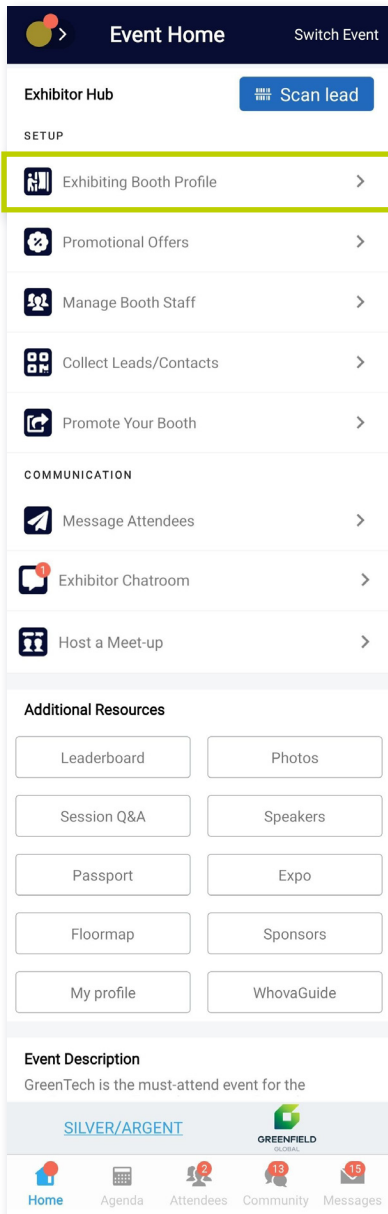 Event Home
Switch Event
Exhibitor Hub
Scan lead
SETUP
Exhibiting Booth Profile
Promotional Offers
Manage Booth Staff
Collect Leads/Contacts
Promote Your Booth
COMMUNICATION
Message Attendees
1
Exhibitor Chatroom
Host a Meet-up
Additional Resources
Leaderboard
Photos
Session Q&A
Speakers
Passport
Expo
Floormap
Sponsors
My profile
WhovaGuide
Event Description
GreenTech is the must-attend event for the
SILVER/ARGENT
GREENFIELD
GLOBAL
2
13
15
Home
Agenda
Attendees
Community
Messages